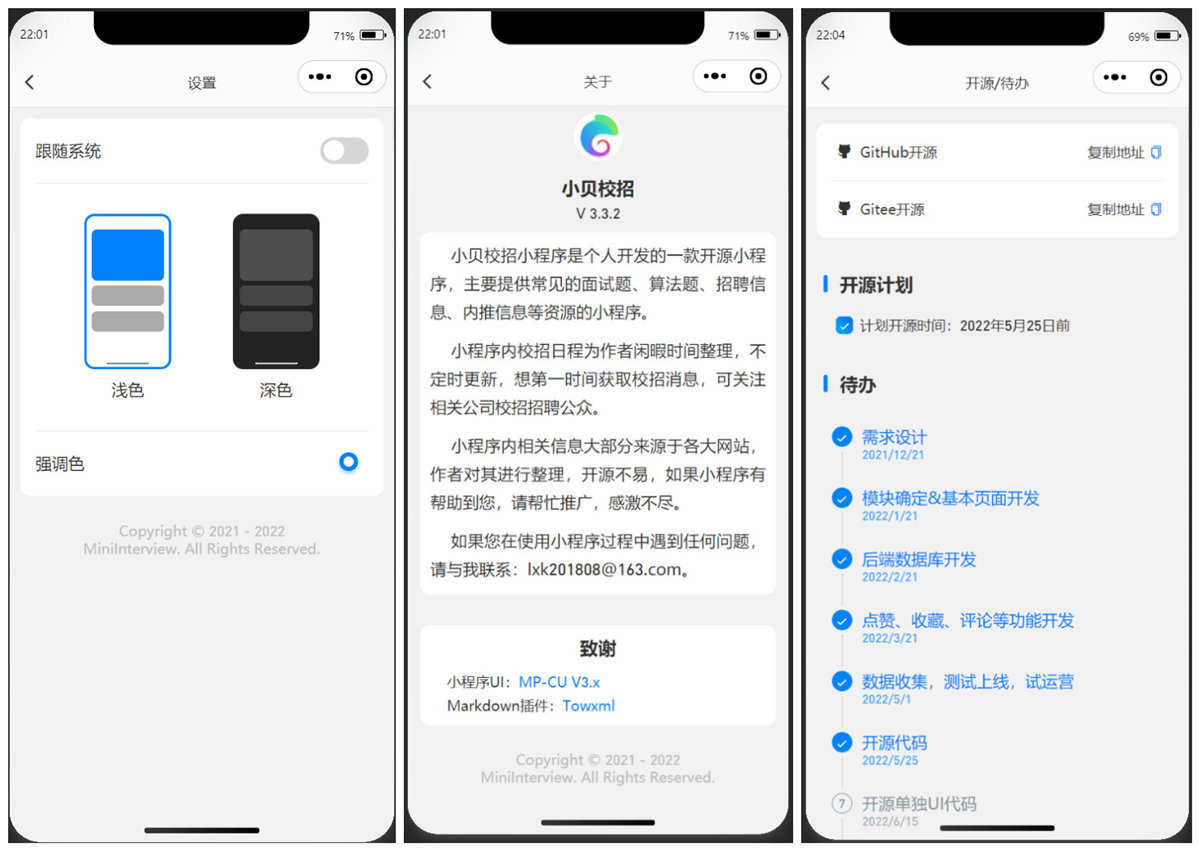 22:01
71%
设置
跟随系统
浅色
深色
强调色
Copyright © 2021 - 2022
MiniInterview. All Rights Reserved.
22:01
71%
关于
小贝校招
V 3.3.2
小贝校招小程序是个人开发的一款开源小程
序，主要提供常见的面试题、算法题、招聘信
息、内推信息等资源的小程序。
小程序内校招日程为作者闲暇时间整理，不
定时更新，想第一时间获取校招消息，可关注
相关公司校招招聘公众。
小程序内相关信息大部分来源于各大网站，
作者对其进行整理，开源不易，如果小程序有
帮助到您，请帮忙推广，感激不尽。
如果您在使用小程序过程中遇到任何问题，
请与我联系：lxk201808@163.com。
致谢
小程序UI：MP-CU V3.x
Markdown插件：Towxml
Copyright © 2021 - 2022
MiniInterview. All Rights Reserved.
22:04
69%
开源/待办
GitHub开源 复制地址
Gitee开源 复制地址
开源计划
计划开源时间：2022年5月25日前
待办
需求设计
2021/12/21
模块确定&基本页面开发
2022/1/21
后端数据库开发
2022/2/21
点赞、收藏、评论等功能开发
2022/3/21
数据收集，测试上线，试运营
2022/5/1
开源代码
2022/5/25
7 开源单独UI代码
2022/6/15